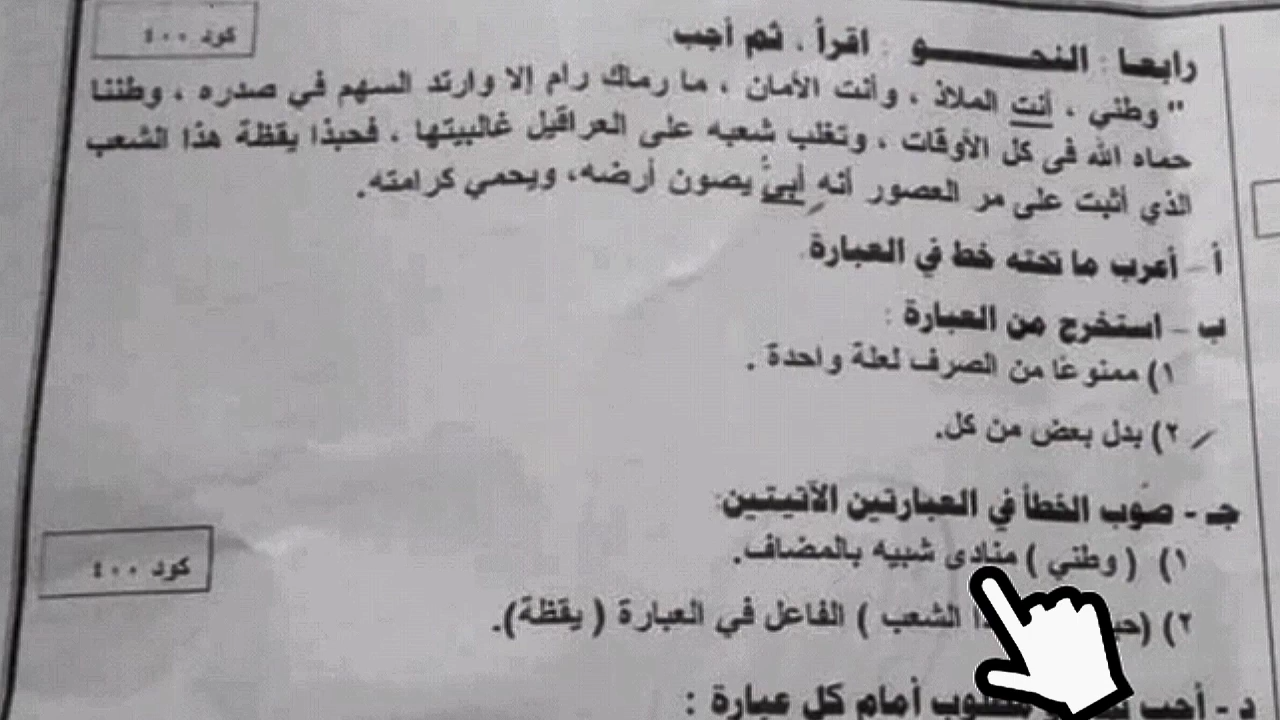 كود ٤٠٠
رابعا : النحـــــو : اقرأ ، ثم أجب
" وطني ، أنت الملاذ ، وأنت الأمان ، ما رماك رام إلا وارتد السهم في صدره ، وطننا
حماه الله في كل الأوقات ، وتغلب شعبه على العراقيل غالبيتها ، فحبذا يقظة هذا الشعب
الذي أثبت على مر العصور أنه أبيٌّ يصون أرضه، ويحمي كرامته.
أ – أعرب ما تحته خط في العبارة
ب – استخرج من العبارة :
١) ممنوعًا من الصرف لعلة واحدة .
٢) بدل بعض من كل.
جـ - صوّب الخطأ في العبارتين الآتيتين:
١) ( وطني ) منادى شبيه بالمضاف.
كود ٤٠٠
٢) الشعب ) الفاعل في العبارة ( يقظة).
د - أجب أمام كل عبارة :